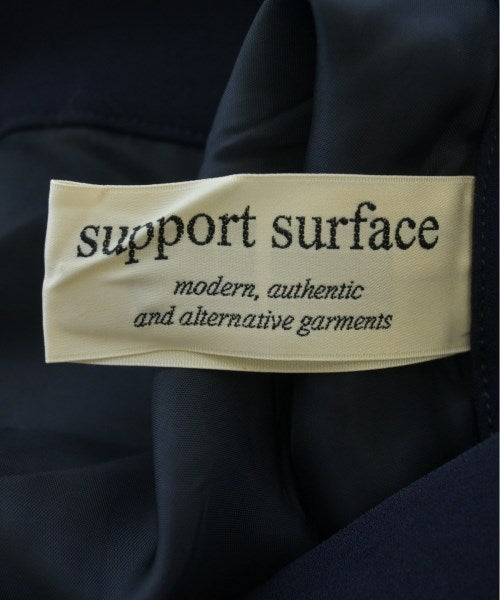 support surface
modern, authentic
and alternative garments